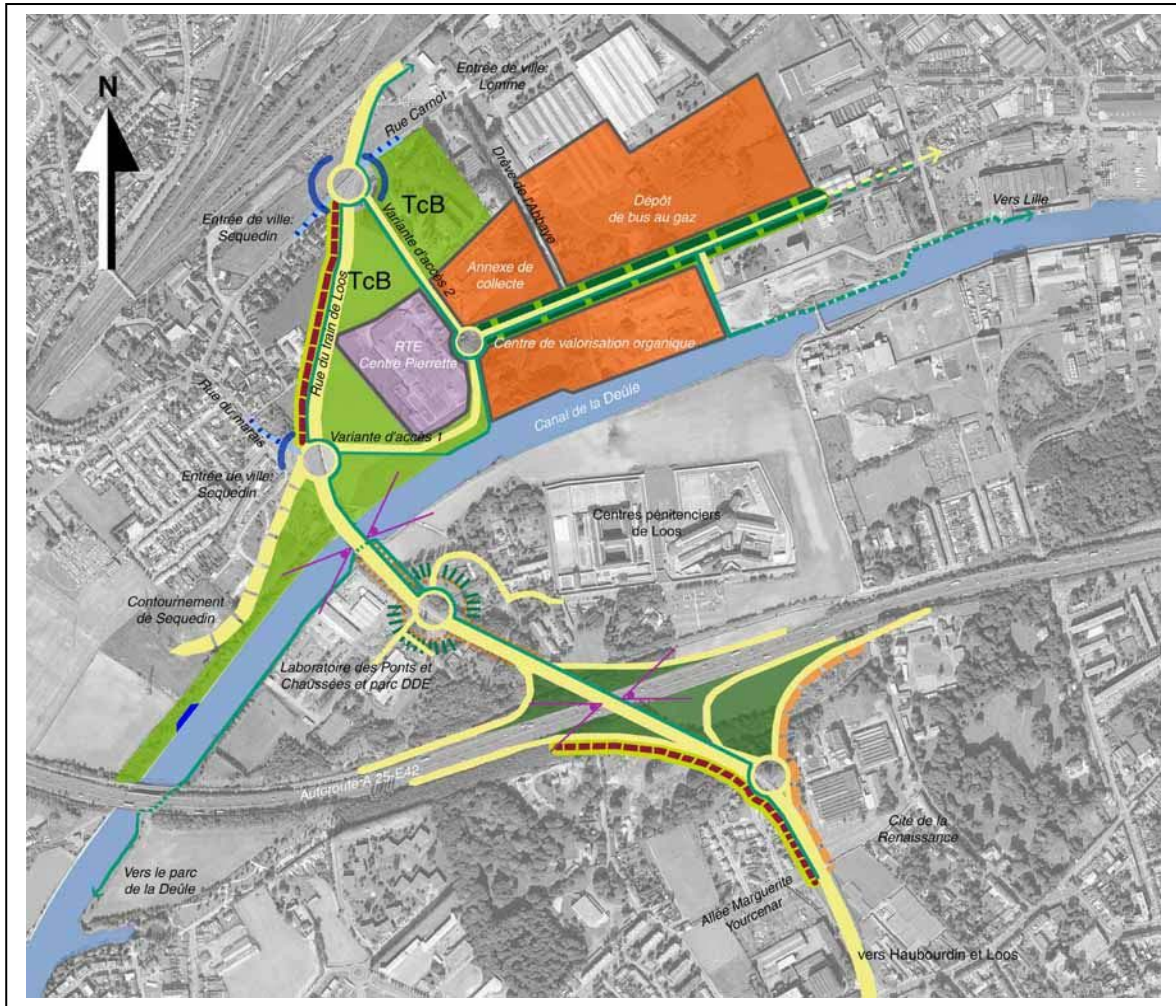 N
Entrée de ville:
Lomme
Rue Carnot
Drève de l'Abbaye
TcB
Dépôt
de bus au gaz
Vers Lille
Entrée de ville:
Sequedin
Variante d'accès 2
TcB
Annexe de
collecte
Rue du train de Loos
RTE
Centre Pierrette
Centre de valorisation organique
Canal de la Deûle
Rue du marais
Variante d'accès 1
Entrée de ville:
Sequedin
Centres pénitenciers
de Loos
Contournement
de Sequedin
Laboratoire des Ponts et
Chaussées et parc DDE
Autoroute A 25-E42
Cité de la
Renaissance
Vers le parc
de la Deûle
Allée Marguerite
Yourcenar
vers Haubourdin et Loos